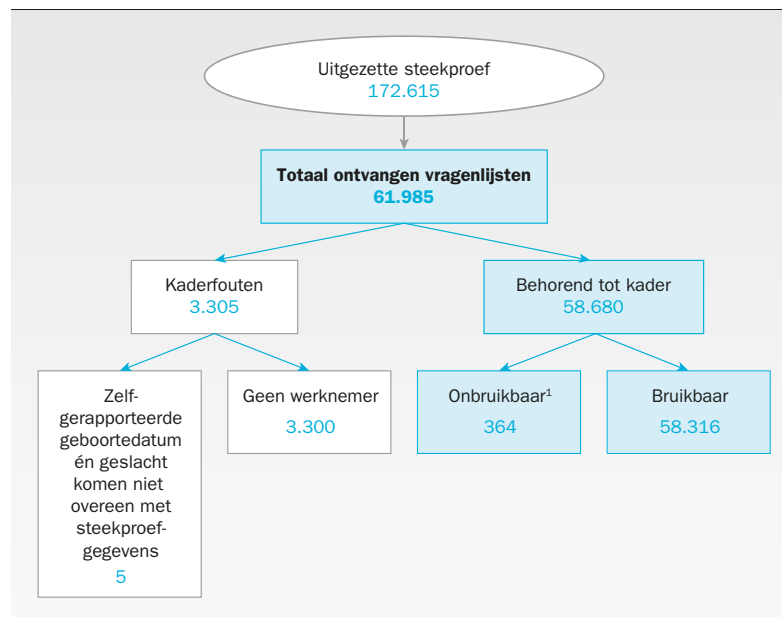 Uitgezette steekproef
172.615
Totaal ontvangen vragenlijsten
61.985
Kaderfouten
3.305
Behorend tot kader
58.680
Zelf-
gerapporteerde
geboortedatum
én geslacht
komen niet
overeen met
steekproef-
gegevens
5
Geen werknemer
3.300
Onbruikbaar¹
364
Bruikbaar
58.316